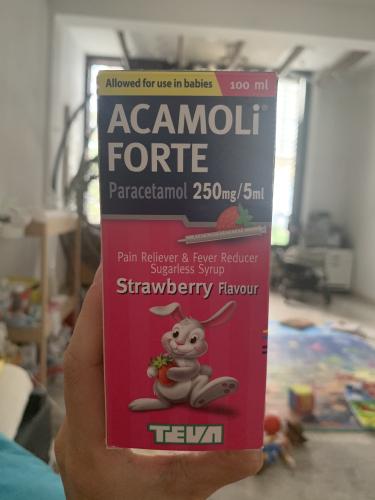 Allowed for use in babies
100 ml
ACAMOLi®
FORTE
Paracetamol 250mg/5ml
Pain Reliever & Fever Reducer
Sugarless Syrup
Strawberry Flavour
TEVA